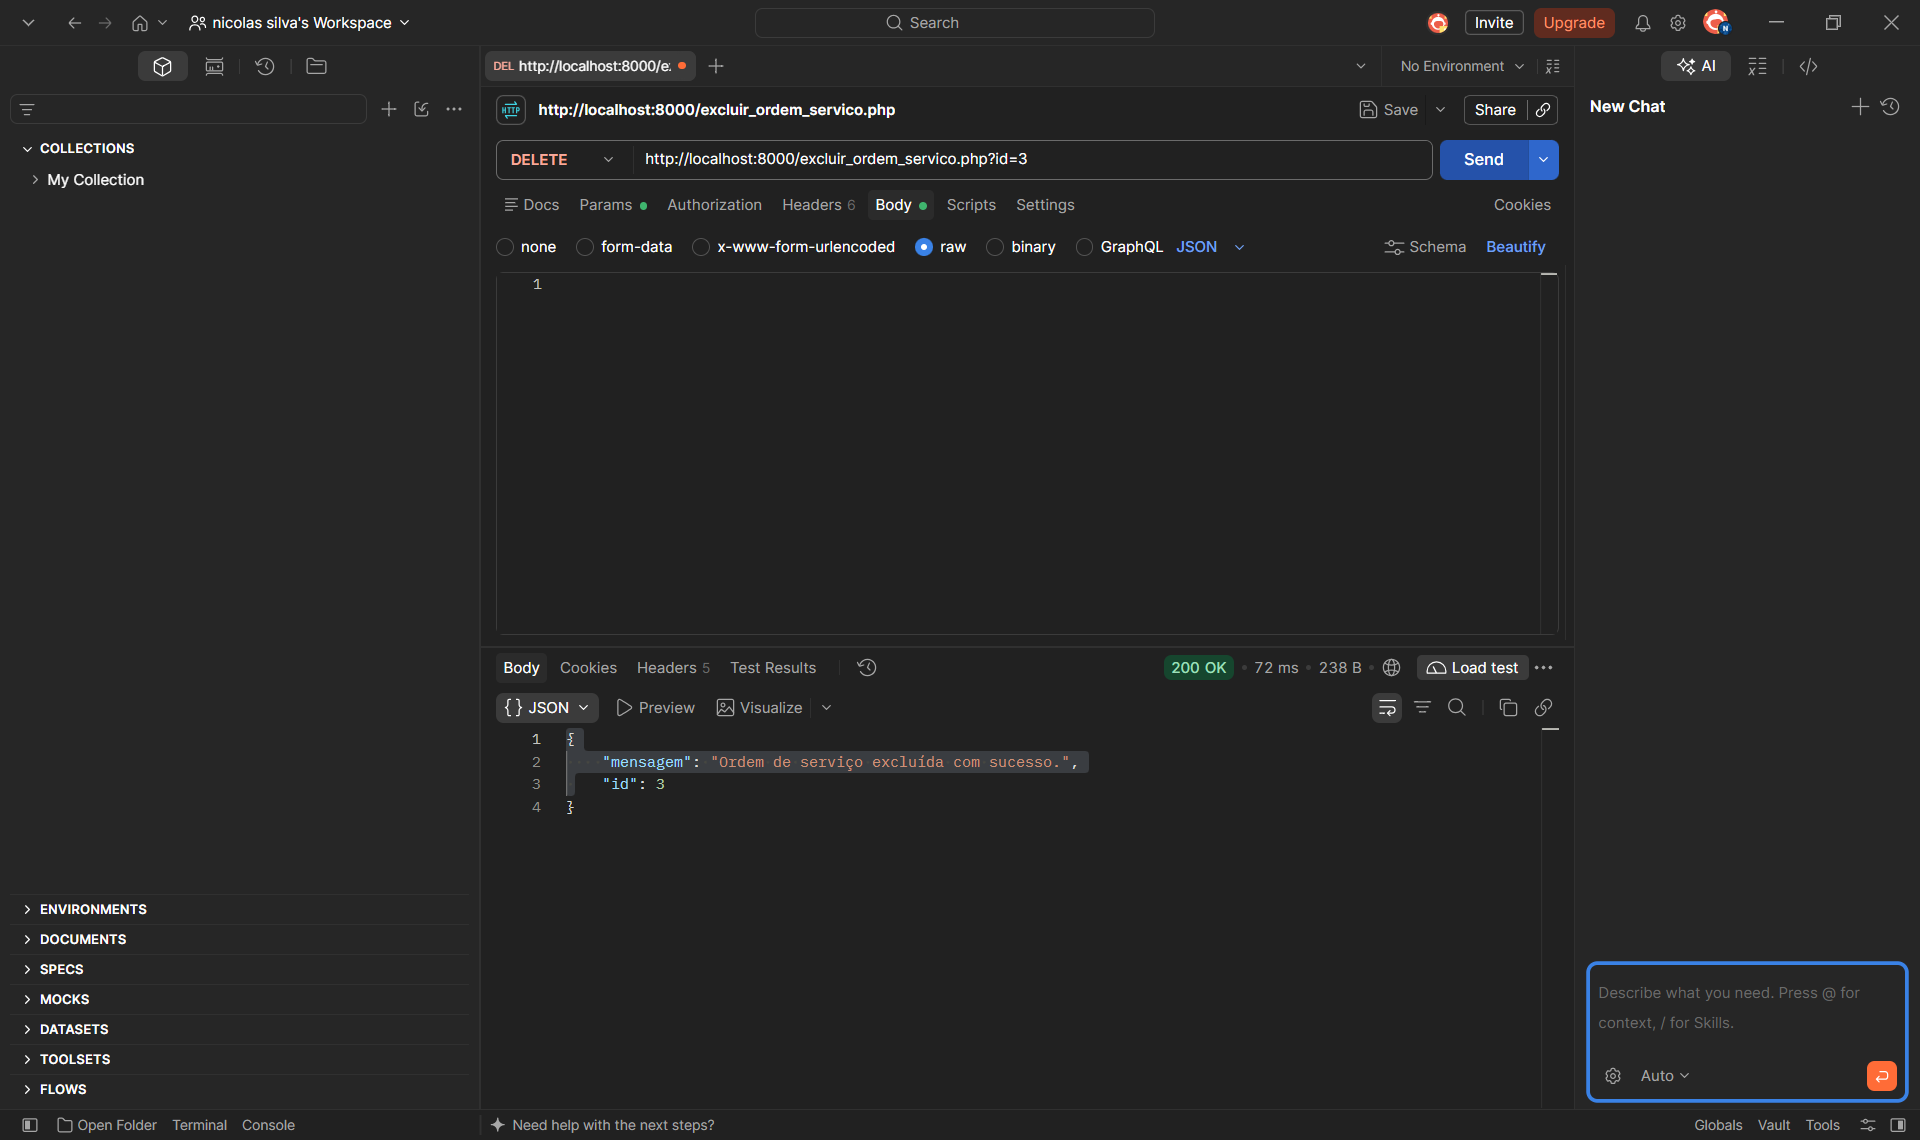 nicolas silva's Workspace
Search
Invite
Upgrade
N
DEL http://localhost:8000/e:
No Environment
AI
HTTP
http://localhost:8000/excluir_ordem_servico.php
Save
Share
New Chat
COLLECTIONS
My Collection
DELETE
http://localhost:8000/excluir_ordem_servico.php?id=3
Send
Docs
Params
Authorization
Headers 6
Body
Scripts
Settings
Cookies
none
form-data
x-www-form-urlencoded
raw
binary
GraphQL
JSON
Schema
Beautify
1
Body
Cookies
Headers 5
Test Results
200 OK
72 ms
238 B
Load test
{} JSON
Preview
Visualize
1 {
2 "mensagem": "Ordem de serviço excluída com sucesso.",
3 "id": 3
4 }
ENVIRONMENTS
DOCUMENTS
SPECS
MOCKS
DATASETS
TOOLSETS
FLOWS
Describe what you need. Press @ for
context, / for Skills.
Auto
Open Folder
Terminal
Console
Need help with the next steps?
Globals
Vault
Tools